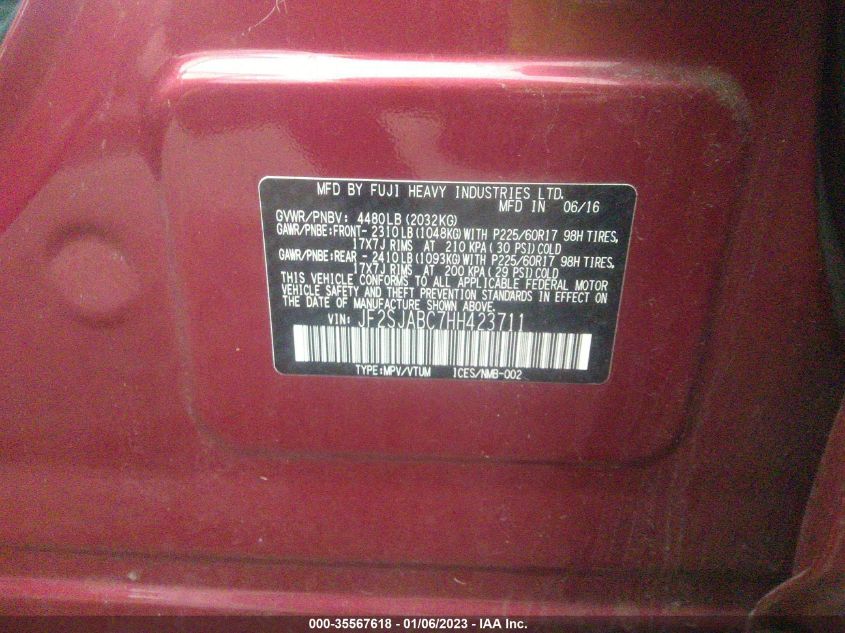 MFD BY FUJI HEAVY INDUSTRIES LTD.
MFD IN 06/16
GVWR/PNBV: 4480LB (2032KG)
GAWR/PNBE:FRONT- 2310LB (1048KG) WITH P225/60R17 98H TIRES,
17X7J RIMS AT 210 KPA ( 30 PSI) COLD
GAWR/PNBE:REAR - 2410LB (1093KG) WITH P225/60R17 98H TIRES,
17X7J RIMS AT 200 KPA ( 29 PSI) COLD
THIS VEHICLE CONFORMS TO ALL APPLICABLE FEDERAL MOTOR
VEHICLE SAFETY AND THEFT PREVENTION STANDARDS IN EFFECT ON
THE DATE OF MANUFACTURE SHOWN ABOVE.
VIN: JF2SJABC7HH423711
TYPE:MPV/VTUM ICES/NMB-002
000-35567618 - 01/06/2023 - IAA Inc.